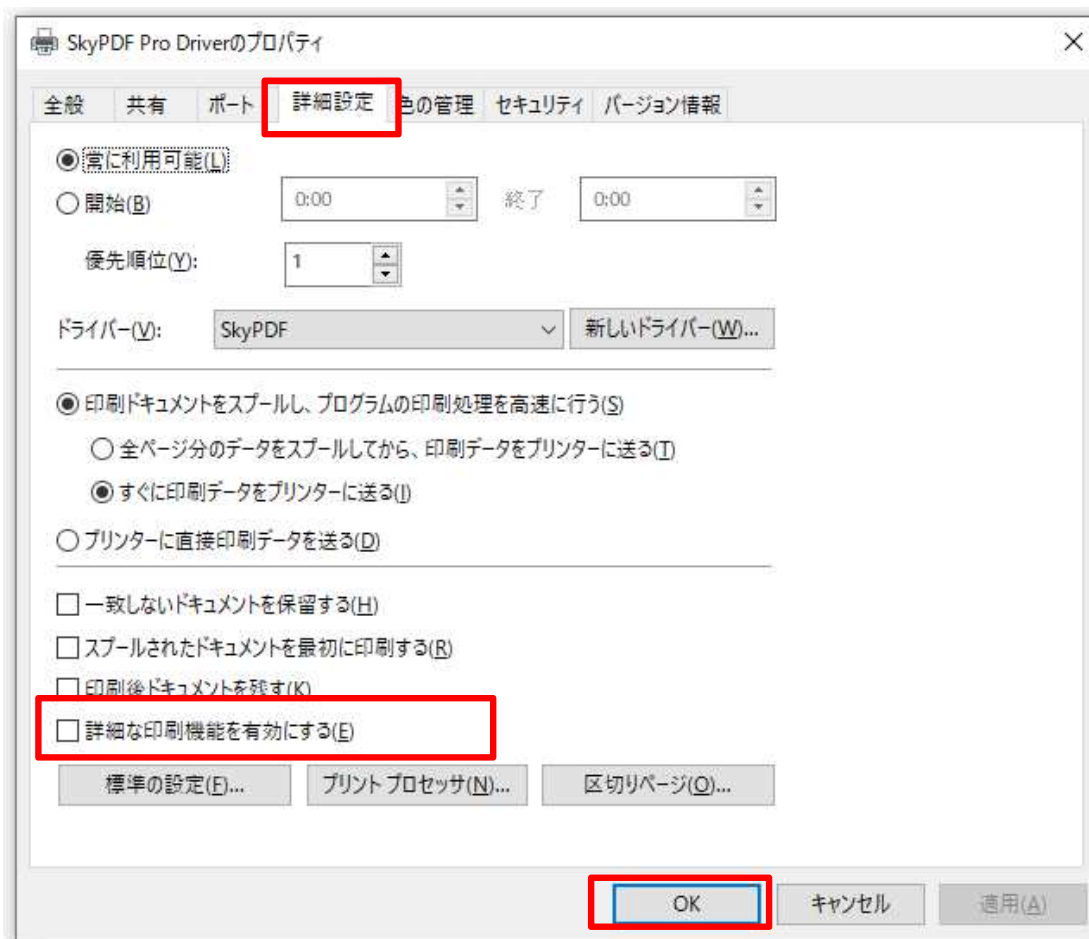 SkyPDF Pro Driverのプロパティ
全般 共有 ポート 詳細設定 色の管理 セキュリティ バージョン情報
常に利用可能(L)
開始(B) 0:00 終了 0:00
優先順位(Y): 1
ドライバー(V): SkyPDF 新しいドライバー(W)...
印刷ドキュメントをスプールし、プログラムの印刷処理を高速に行う(S)
全ページ分のデータをスプールしてから、印刷データをプリンターに送る(T)
すぐに印刷データをプリンターに送る(I)
プリンターに直接印刷データを送る(D)
一致しないドキュメントを保留する(H)
スプールされたドキュメントを最初に印刷する(R)
印刷後ドキュメントを残す(K)
詳細な印刷機能を有効にする(E)
標準の設定(F)... プリント プロセッサ(N)... 区切りページ(O)...
OK キャンセル 適用(A)